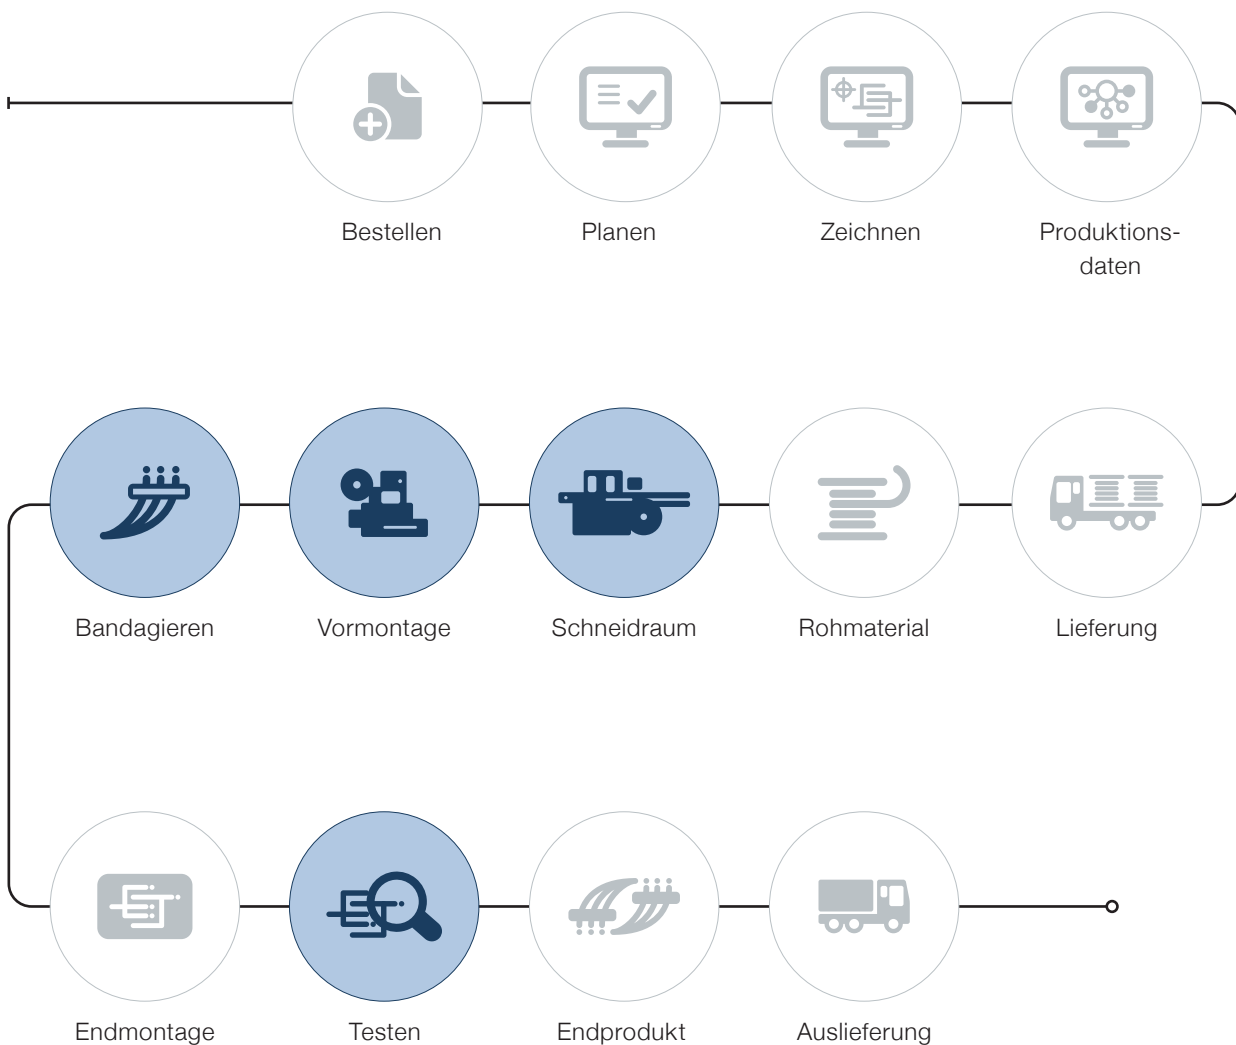 Bestellen
Planen
Zeichnen
Produktions-
daten
Bandagieren
Vormontage
Schneidraum
Rohmaterial
Lieferung
Endmontage
Testen
Endprodukt
Auslieferung